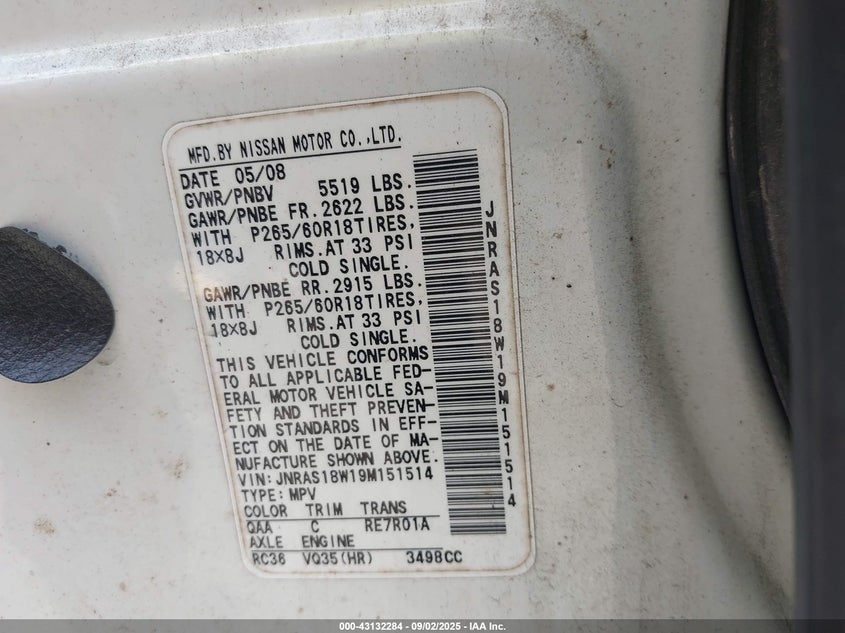 MFD.BY NISSAN MOTOR CO.,LTD.
DATE 05/08
GVWR/PNBV 5519 LBS.
GAWR/PNBE FR.2622 LBS.
WITH P265/60R18TIRES,
18X8J RIMS.AT 33 PSI
COLD SINGLE.
GAWR/PNBE RR.2915 LBS.
WITH P265/60R18TIRES,
18X8J RIMS.AT 33 PSI
COLD SINGLE.
THIS VEHICLE CONFORMS
TO ALL APPLICABLE FED-
ERAL MOTOR VEHICLE SA-
FETY AND THEFT PREVEN-
TION STANDARDS IN EFF-
ECT ON THE DATE OF MA-
NUFACTURE SHOWN ABOVE.
VIN:JNRAS18W19M151514
TYPE:MPV
COLOR TRIM TRANS
QAA C RE7R01A
AXLE ENGINE
RC36 VQ35(HR) 3498CC
JNRAS18W19M151514
000-43132284 - 09/02/2025 - IAA Inc.